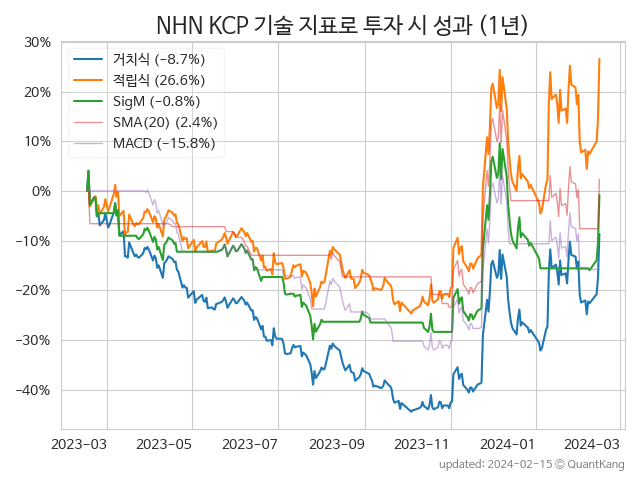 NHN KCP 기술 지표로 투자 시 성과 (1년)
30%
20%
10%
0%
−10%
−20%
−30%
−40%
거치식 (−8.7%)
적립식 (26.6%)
SigM (−0.8%)
SMA(20) (2.4%)
MACD (−15.8%)
2023-03
2023-05
2023-07
2023-09
2023-11
2024-01
2024-03
updated: 2024-02-15 ⓒ QuantKang